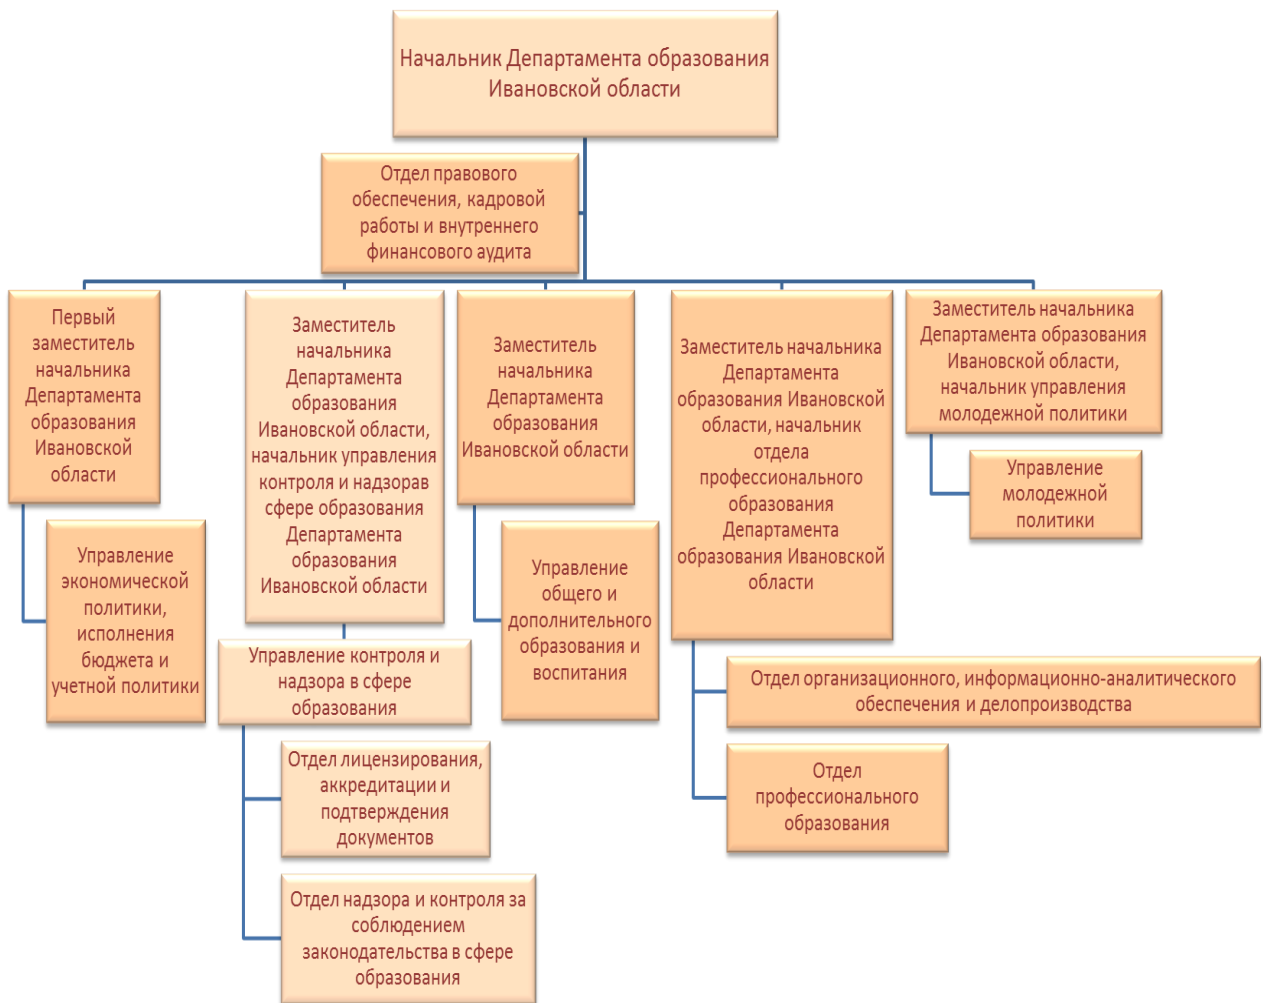 Начальник Департамента образования
Ивановской области
Отдел правового
обеспечения, кадровой
работы и внутреннего
финансового аудита
Первый
заместитель
начальника
Департамента
образования
Ивановской
области
Управление
экономической
политики,
исполнения
бюджета и
учетной политики
Заместитель
начальника
Департамента
образования
Ивановской области,
начальник управления
контроля и надзорав
сфере образования
Департамента
образования
Ивановской области
Управление контроля и
надзора в сфере
образования
Отдел лицензирования,
аккредитации и
подтверждения
документов
Отдел надзора и контроля за
соблюдением
законодательства в сфере
образования
Заместитель
начальника
Департамента
образования
Ивановской области
Управление
общего и
дополнительного
образования и
воспитания
Заместитель начальника
Департамента
образования Ивановской
области, начальник
отдела
профессионального
образования
Департамента
образования Ивановской
области
Отдел организационного, информационно-аналитического
обеспечения и делопроизводства
Отдел
профессионального
образования
Заместитель начальника
Департамента образования
Ивановской области,
начальник управления
молодежной политики
Управление
молодежной
политики